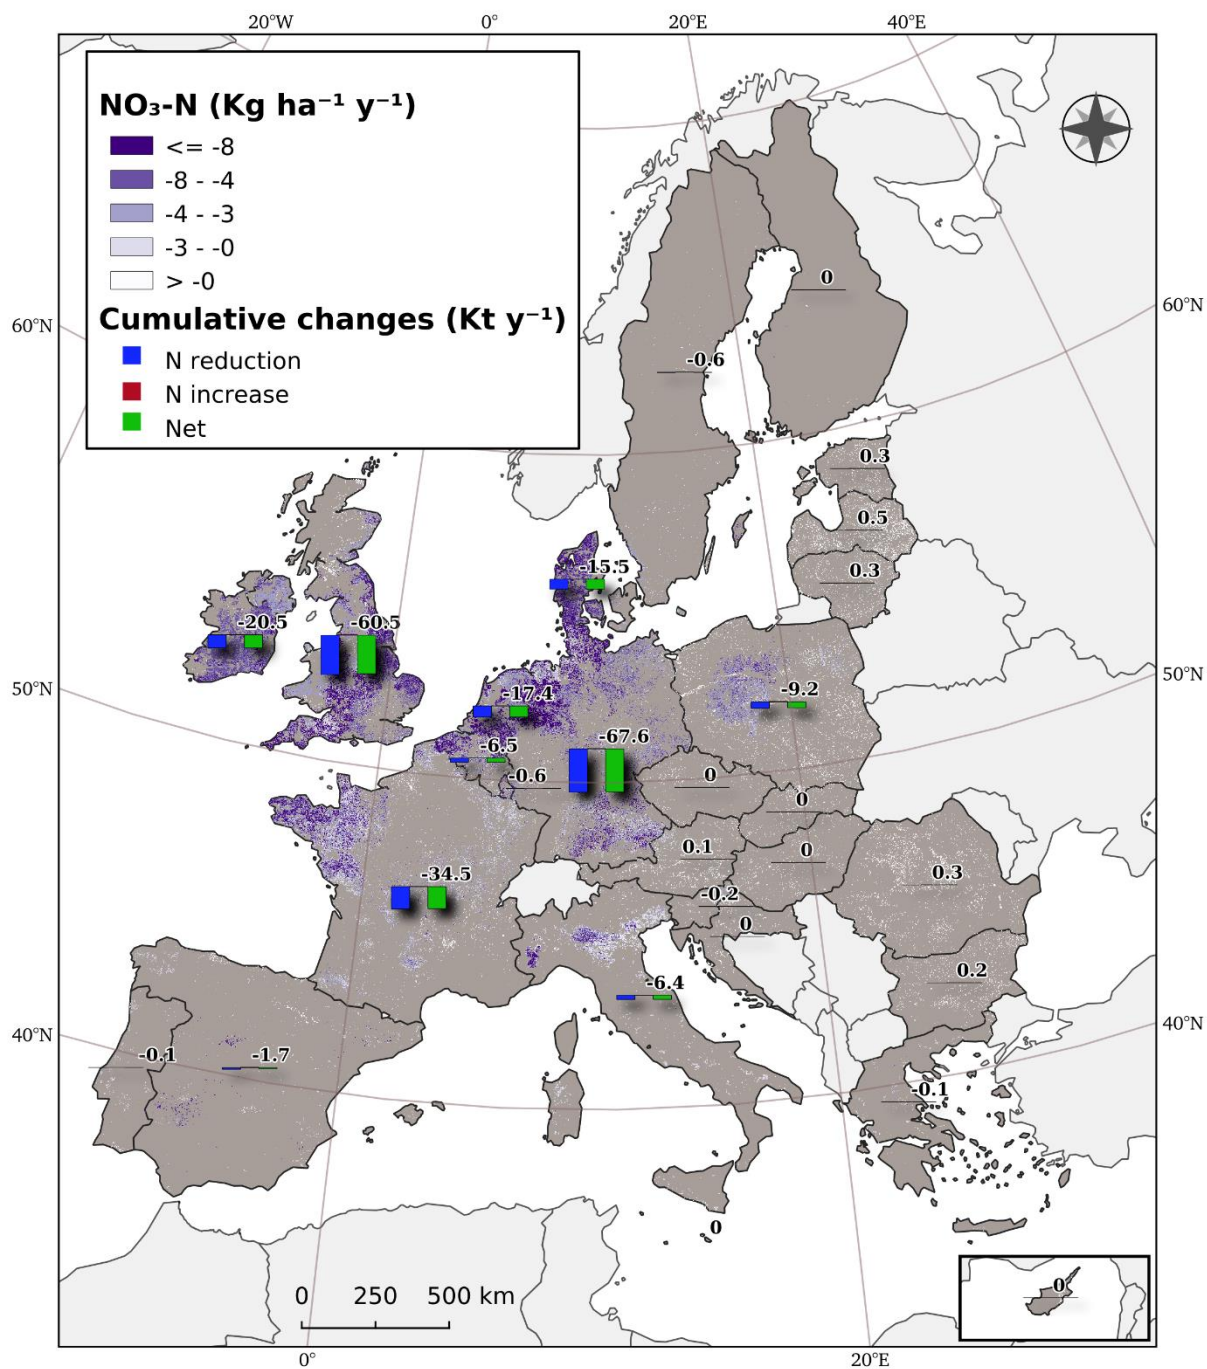 20°W 0° 20°E 40°E
NO₃-N (Kg ha⁻¹ y⁻¹)
<= -8
-8 - -4
-4 - -3
-3 - -0
> -0
Cumulative changes (Kt y⁻¹)
N reduction
N increase
Net
0
60°N 60°N
-0.6
0.3
0.5
-15.5
0.3
-20.5 -60.5
50°N 50°N
-17.4 -9.2
-6.5 -67.6
-0.6 0
0
0.1 0
-34.5 0.3
-0.2
0
0.2
-6.4
40°N 40°N
-0.1 -1.7
-0.1
0
0
0 250 500 km
0° 20°E